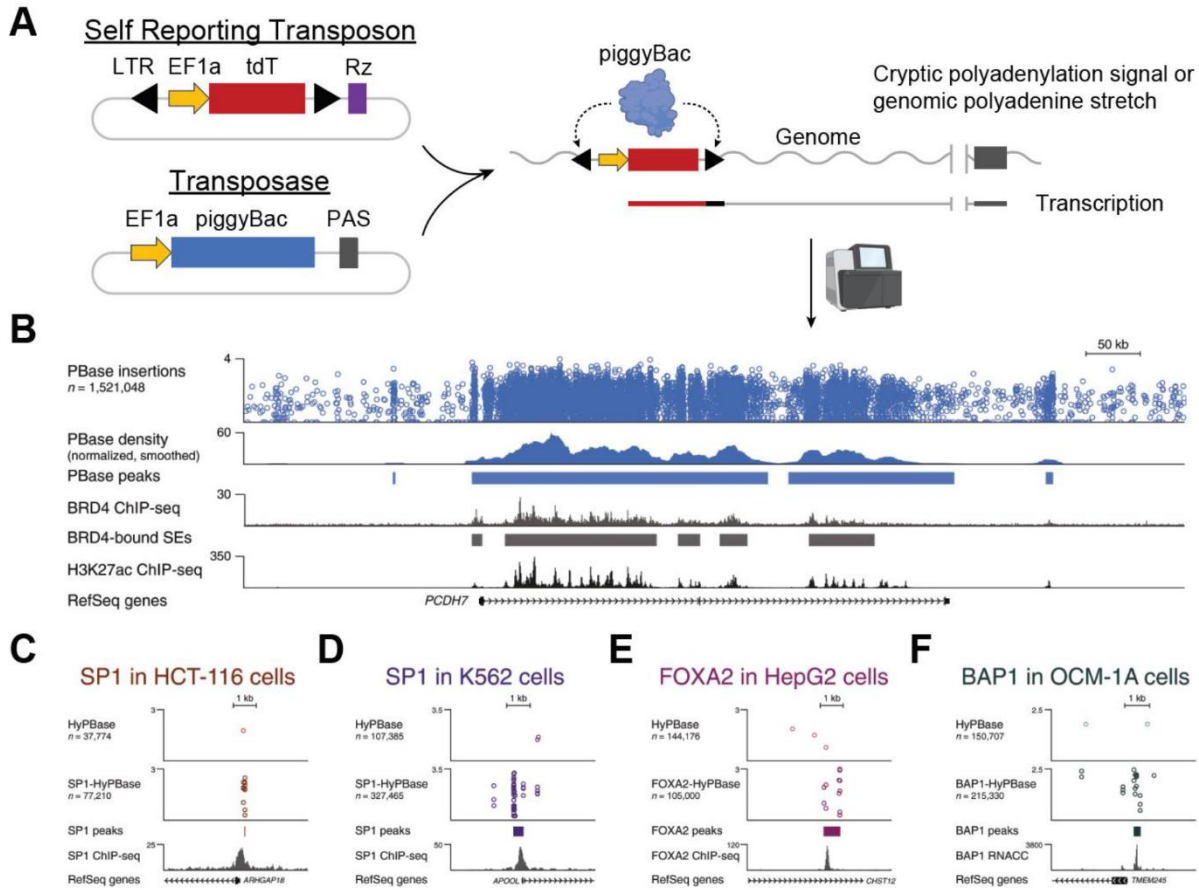 A
Self Reporting Transposon
LTR EF1a tdT Rz
Transposase
EF1a piggyBac PAS
piggyBac
Cryptic polyadenylation signal or
genomic polyadenine stretch
Genome
Transcription
B
50 kb
PBase insertions
n = 1,521,048
4
PBase density
(normalized, smoothed)
60
PBase peaks
BRD4 ChIP-seq
30
BRD4-bound SEs
H3K27ac ChIP-seq
350
RefSeq genes
PCDH7
C
SP1 in HCT-116 cells
1 kb
HyPBase
n = 37,774
3
SP1-HyPBase
n = 77,210
3
SP1 peaks
SP1 ChIP-seq
25
RefSeq genes
ARHGAP18
D
SP1 in K562 cells
1 kb
HyPBase
n = 107,385
3.5
SP1-HyPBase
n = 327,465
3.5
SP1 peaks
SP1 ChIP-seq
50
RefSeq genes
APOOL
E
FOXA2 in HepG2 cells
1 kb
HyPBase
n = 144,176
3
FOXA2-HyPBase
n = 105,000
3
FOXA2 peaks
FOXA2 ChIP-seq
120
RefSeq genes
CHST12
F
BAP1 in OCM-1A cells
1 kb
HyPBase
n = 150,707
2.5
BAP1-HyPBase
n = 215,330
2.5
BAP1 peaks
BAP1 RNACC
3800
RefSeq genes
TMEM245